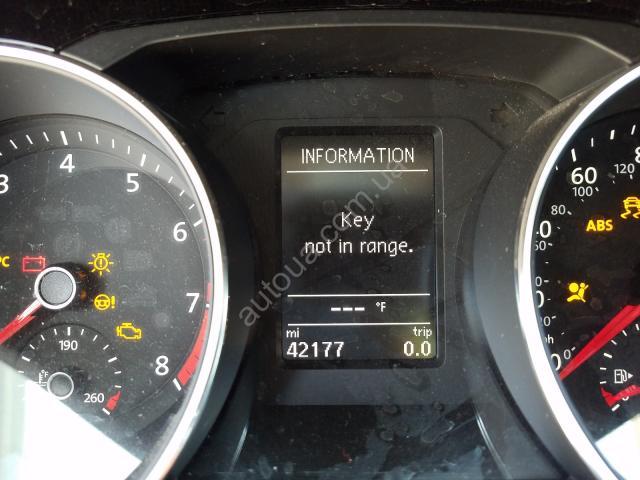 3
4
5
6
7
8
PC
190
260
°F
INFORMATION
Key
not in range.
--- °F
mi trip
42177 0.0
autoua.com.ua
60
80
100
120
ABS